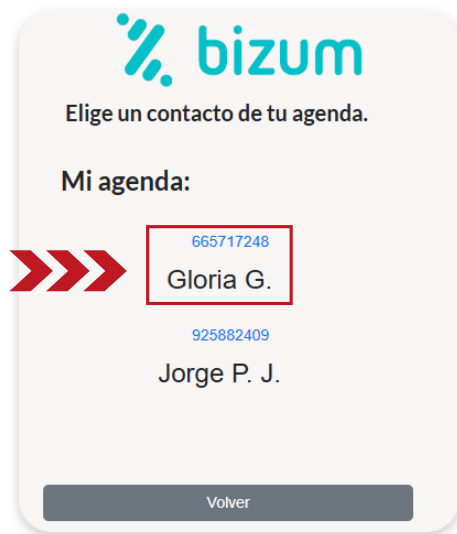 bizum
Elige un contacto de tu agenda.
Mi agenda:
665717248
Gloria G.
925882409
Jorge P. J.
Volver